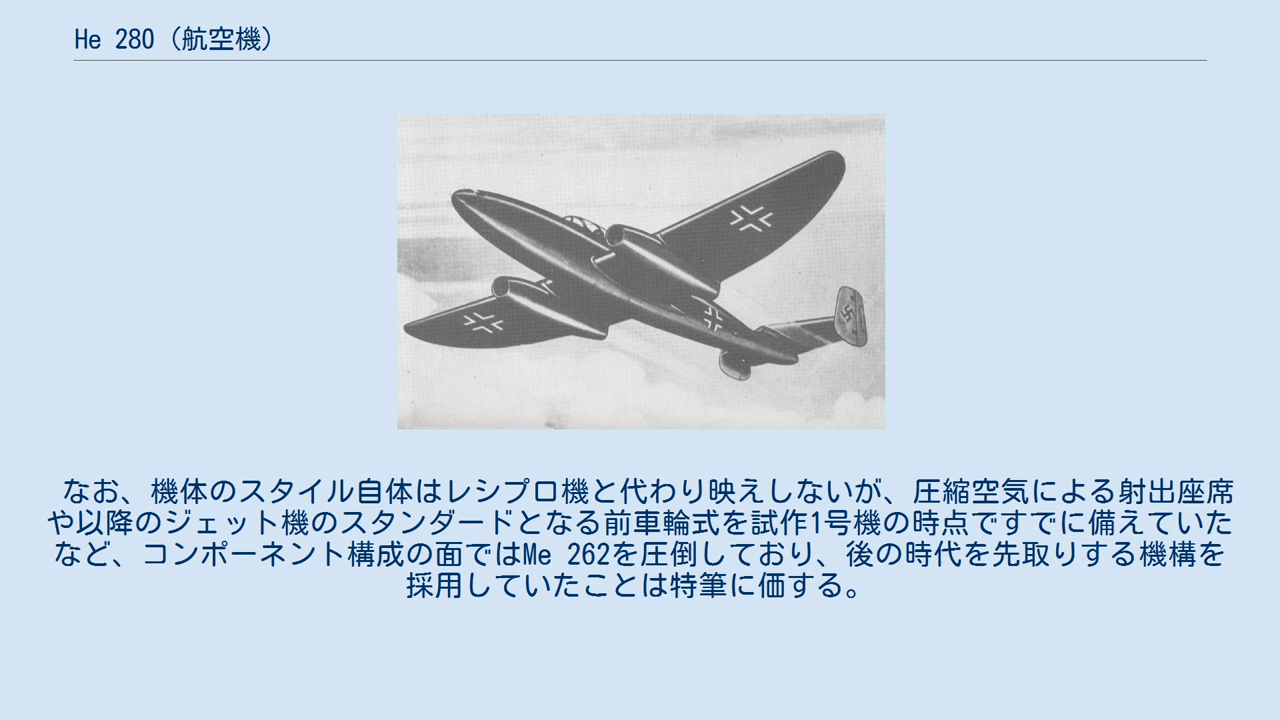 He 280（航空機）
なお、機体のスタイル自体はレシプロ機と代わり映えしないが、圧縮空気による射出座席
や以降のジェット機のスタンダードとなる前車輪式を試作1号機の時点ですでに備えていた
など、コンポーネント構成の面ではMe 262を圧倒しており、後の時代を先取りする機構を
採用していたことは特筆に価する。